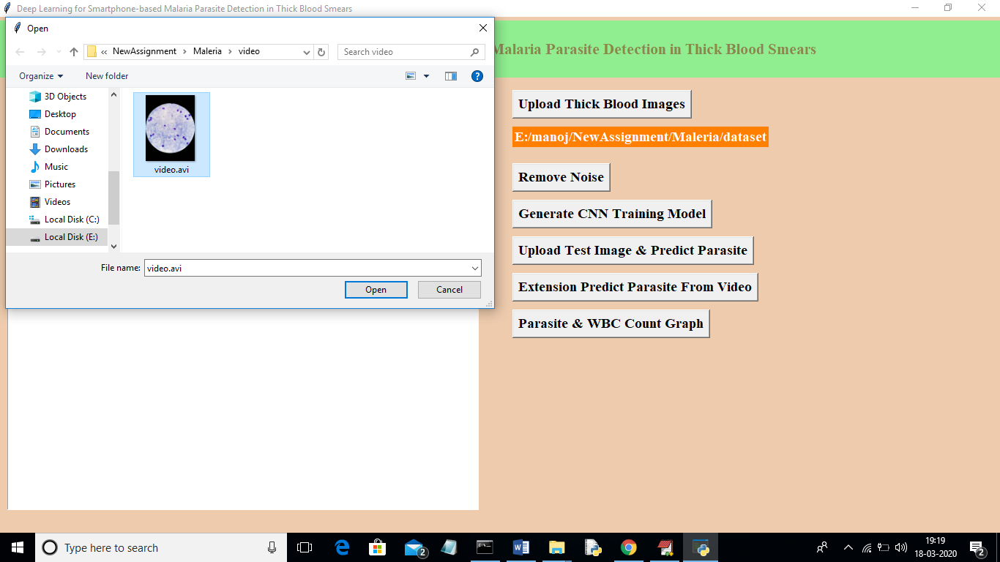 Deep Learning for Smartphone-based Malaria Parasite Detection in Thick Blood Smears
Open
« NewAssignment > Maleria > video
Search video
Organize
New folder
3D Objects
Desktop
Documents
Downloads
Music
Pictures
Videos
Local Disk (C:)
Local Disk (E:)
video.avi
File name: video.avi
Open Cancel
Malaria Parasite Detection in Thick Blood Smears
Upload Thick Blood Images
E:/manoj/NewAssignment/Maleria/dataset
Remove Noise
Generate CNN Training Model
Upload Test Image & Predict Parasite
Extension Predict Parasite From Video
Parasite & WBC Count Graph
Type here to search
2
19:19
18-03-2020
2